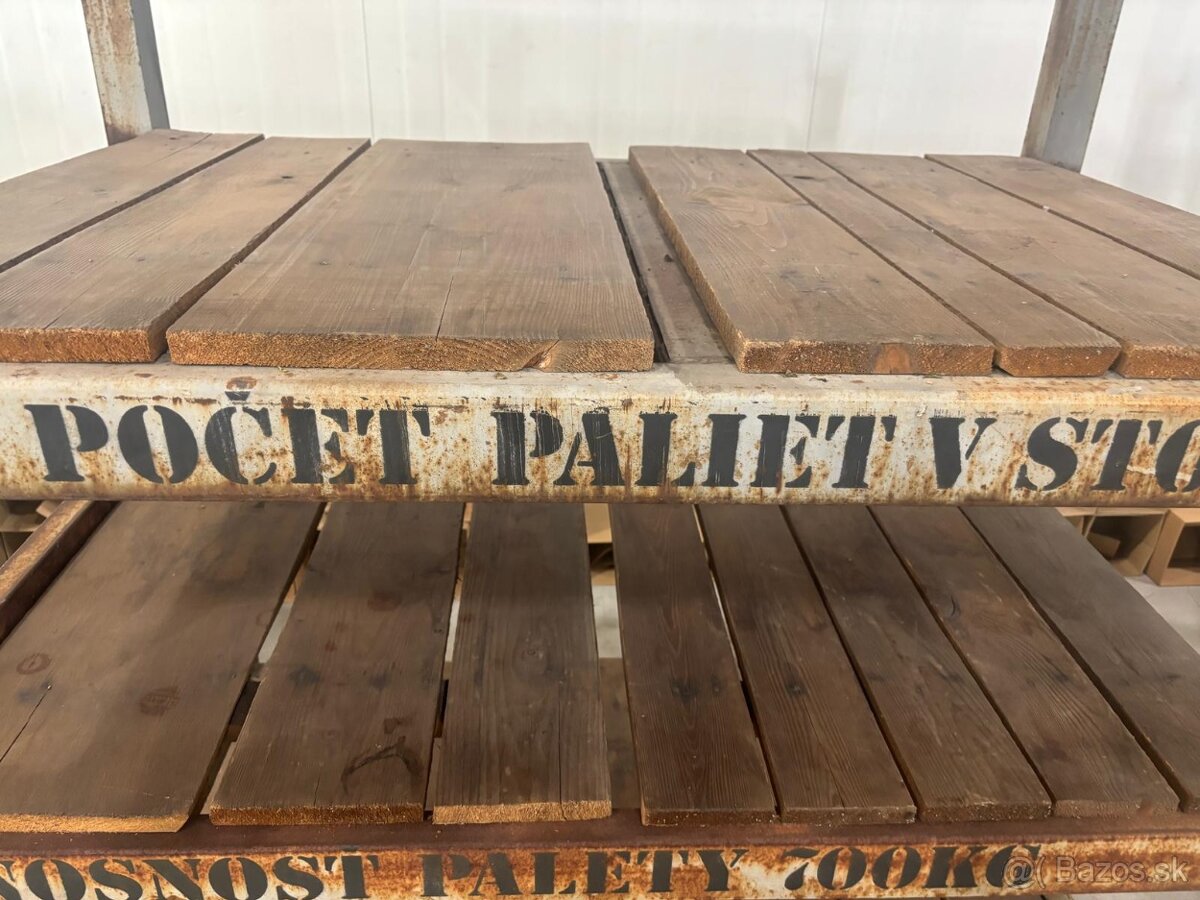 POČET PALIET V STO
NOSNOST PALETY 700KG
Bazos.sk